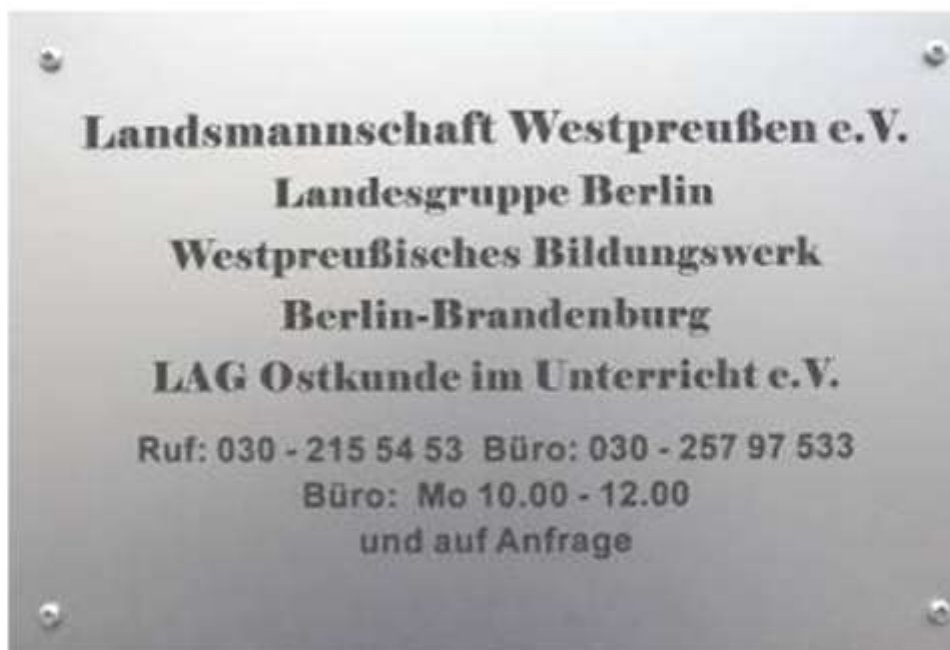 Landsmannschaft Westpreußen e.V.
Landesgruppe Berlin
Westpreußisches Bildungswerk
Berlin-Brandenburg
LAG Ostkunde im Unterricht e.V.
Ruf: 030 - 215 54 53 Büro: 030 - 257 97 533
Büro: Mo 10.00 - 12.00
und auf Anfrage